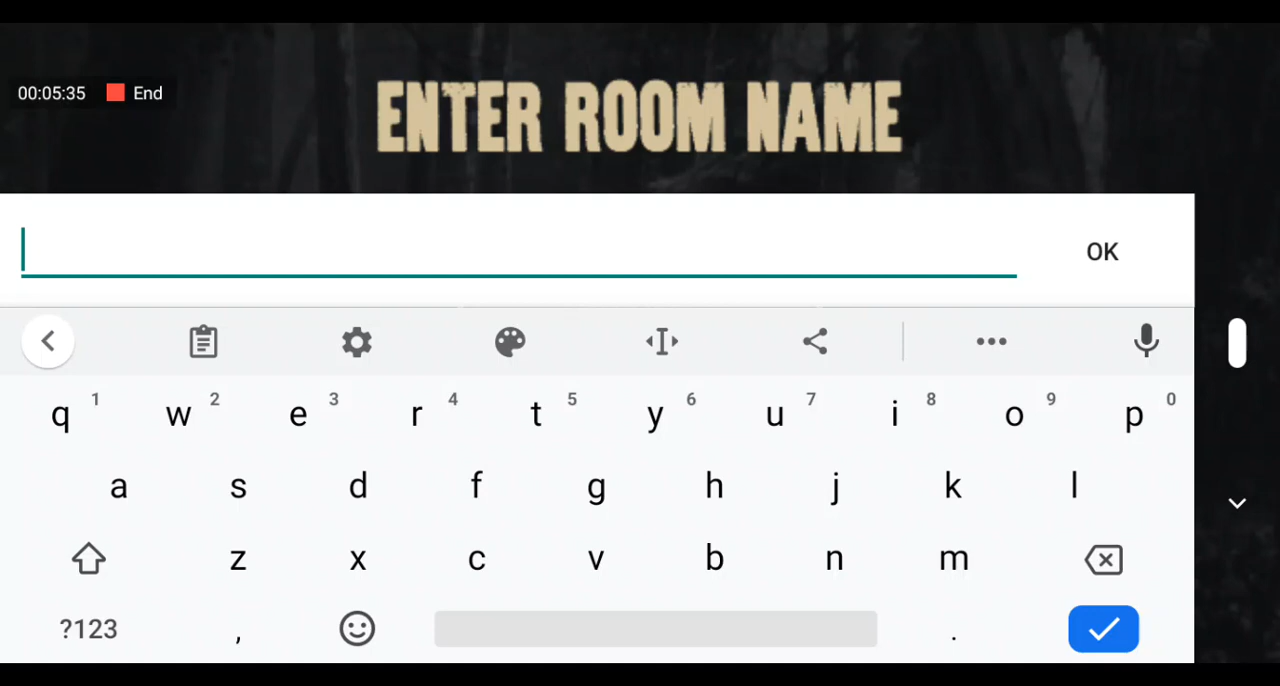 00:05:35 End
ENTER ROOM NAME
OK
q 1 w 2 e 3 r 4 t 5 y 6 u 7 i 8 o 9 p 0
a s d f g h j k l
z x c v b n m
?123 , .